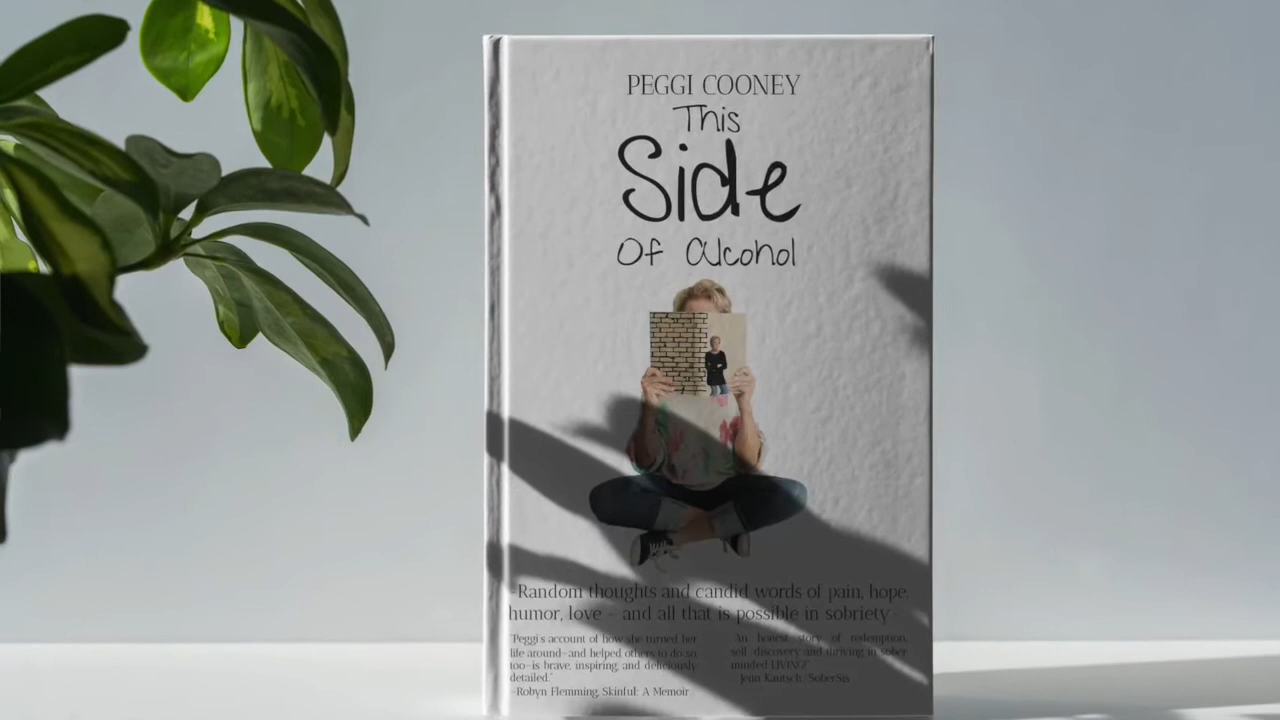 PEGGI COONEY
This
Side
Of Alcohol
-Random thoughts and candid words of pain, hope,
humor, love - and all that is possible in sobriety-
"Peggi's account of how she turned her
life around—and helped others to do so
too—is brave, inspiring, and deliciously
detailed."
-Robyn Flemming, Skinful: A Memoir
"An honest story of redemption,
self -discovery and thriving in sober
minded LIVING!"
- Jenn Kautsch/SoberSis